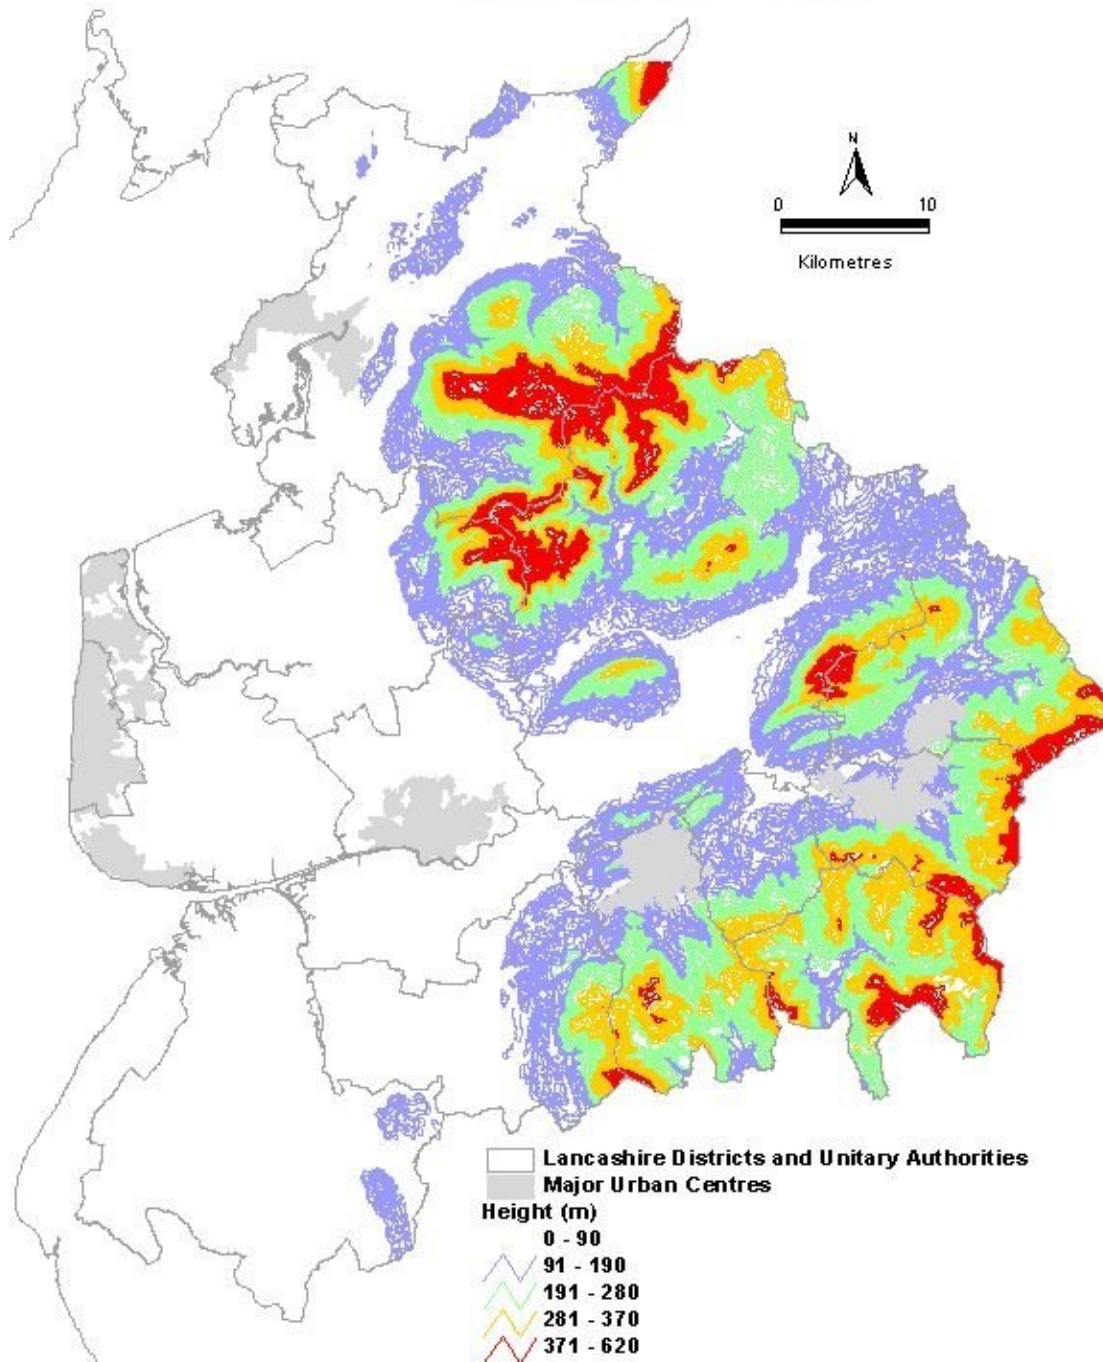 N
0 10
Kilometres
Lancashire Districts and Unitary Authorities
Major Urban Centres
Height (m)
0 - 90
91 - 190
191 - 280
281 - 370
371 - 620